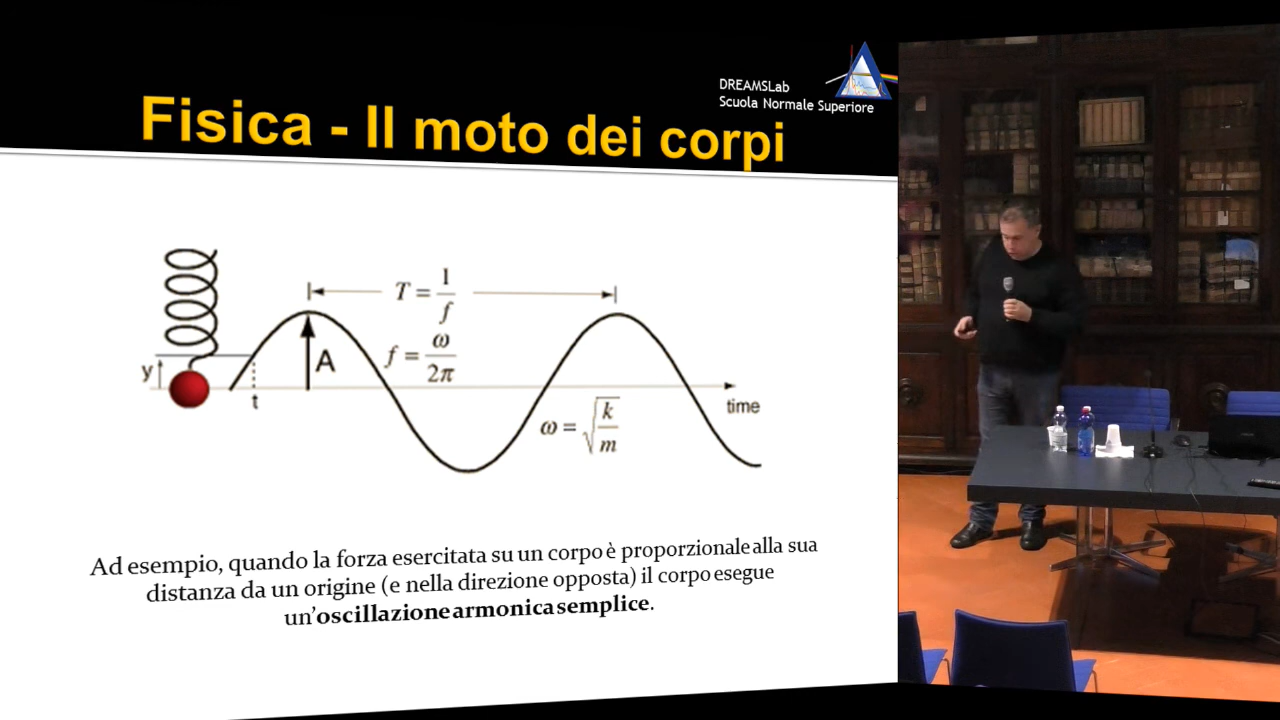 DREAMSLab
Scuola Normale Superiore
Fisica - Il moto dei corpi
T = 1/f
f = ω/2π
A
y
t
time
ω = √k/m
Ad esempio, quando la forza esercitata su un corpo è proporzionale alla sua
distanza da un origine (e nella direzione opposta) il corpo esegue
un’oscillazione armonica semplice.